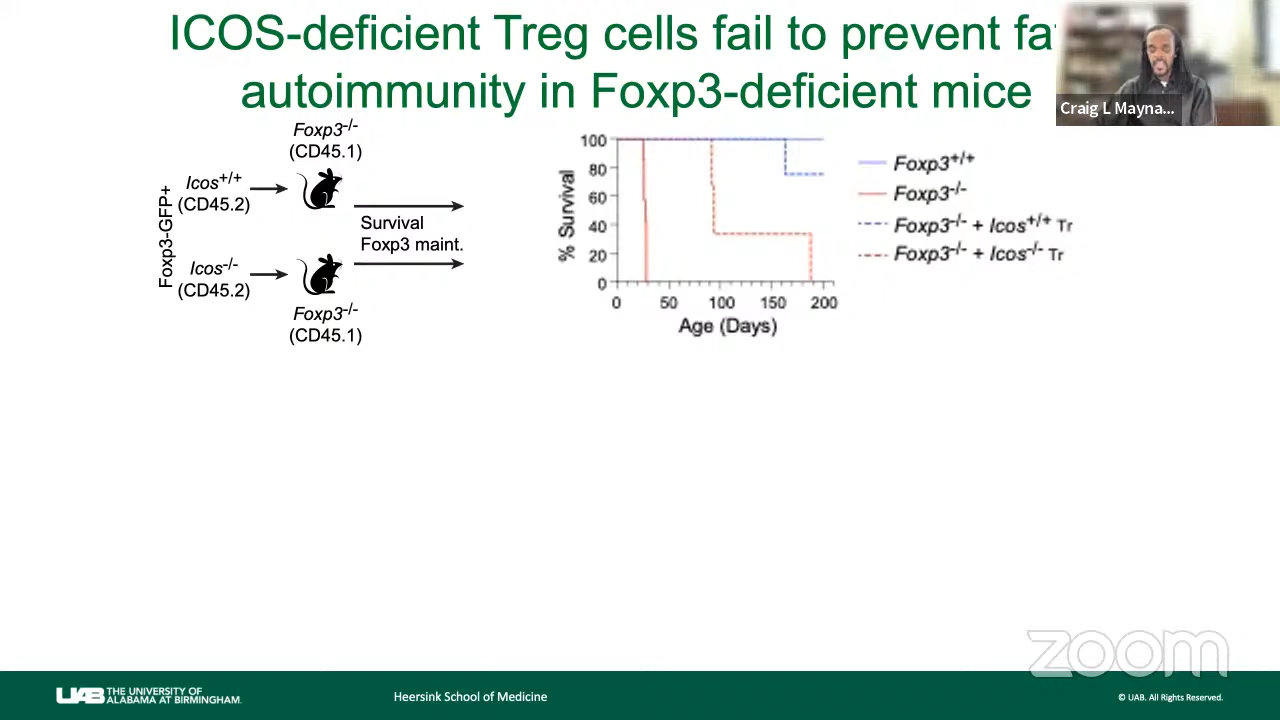 ICOS-deficient Treg cells fail to prevent
autoimmunity in Foxp3-deficient mice
Craig L Mayna...
Foxp3-/-
(CD45.1)
Foxp3-GFP+
Icos+/+
(CD45.2)
Icos-/-
(CD45.2)
Foxp3-/-
(CD45.1)
Survival
Foxp3 maint.
% Survival
100
80
60
40
20
0
0 50 100 150 200
Age (Days)
Foxp3+/+
Foxp3-/-
Foxp3-/- + Icos+/+ Tr
Foxp3-/- + Icos-/- Tr
zoom
UAB THE UNIVERSITY OF
ALABAMA AT BIRMINGHAM.
Heersink School of Medicine
© UAB. All Rights Reserved.